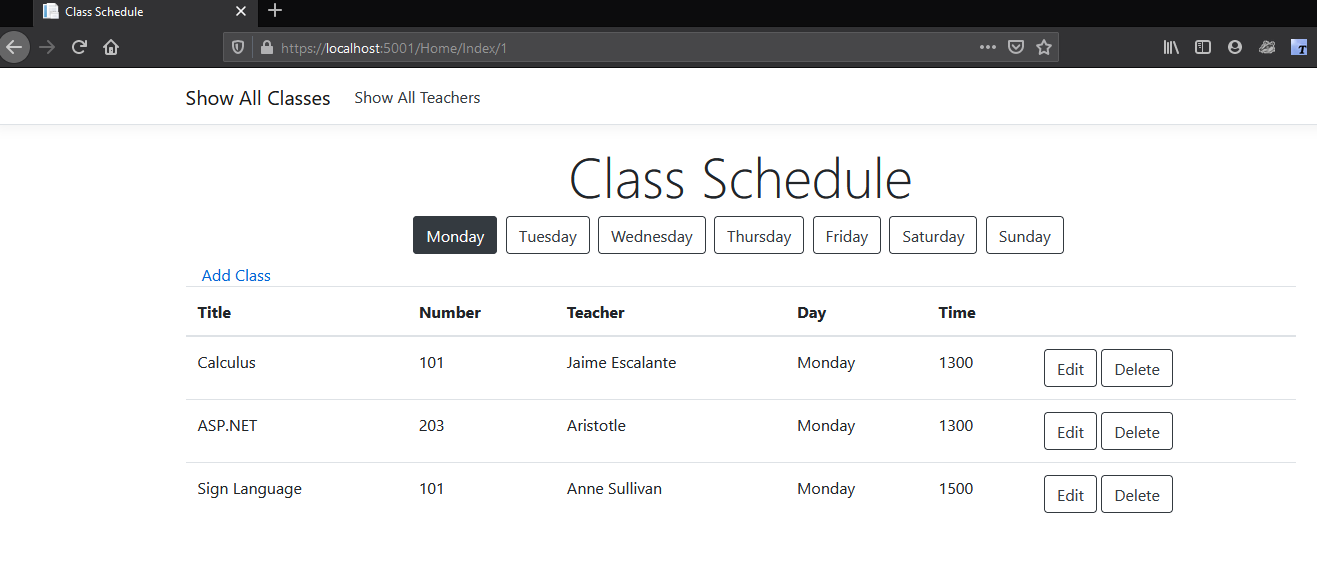 Class Schedule
https://localhost:5001/Home/Index/1
Show All Classes Show All Teachers
Class Schedule
Monday Tuesday Wednesday Thursday Friday Saturday Sunday
Add Class
Title Number Teacher Day Time
Calculus 101 Jaime Escalante Monday 1300 Edit Delete
ASP.NET 203 Aristotle Monday 1300 Edit Delete
Sign Language 101 Anne Sullivan Monday 1500 Edit Delete